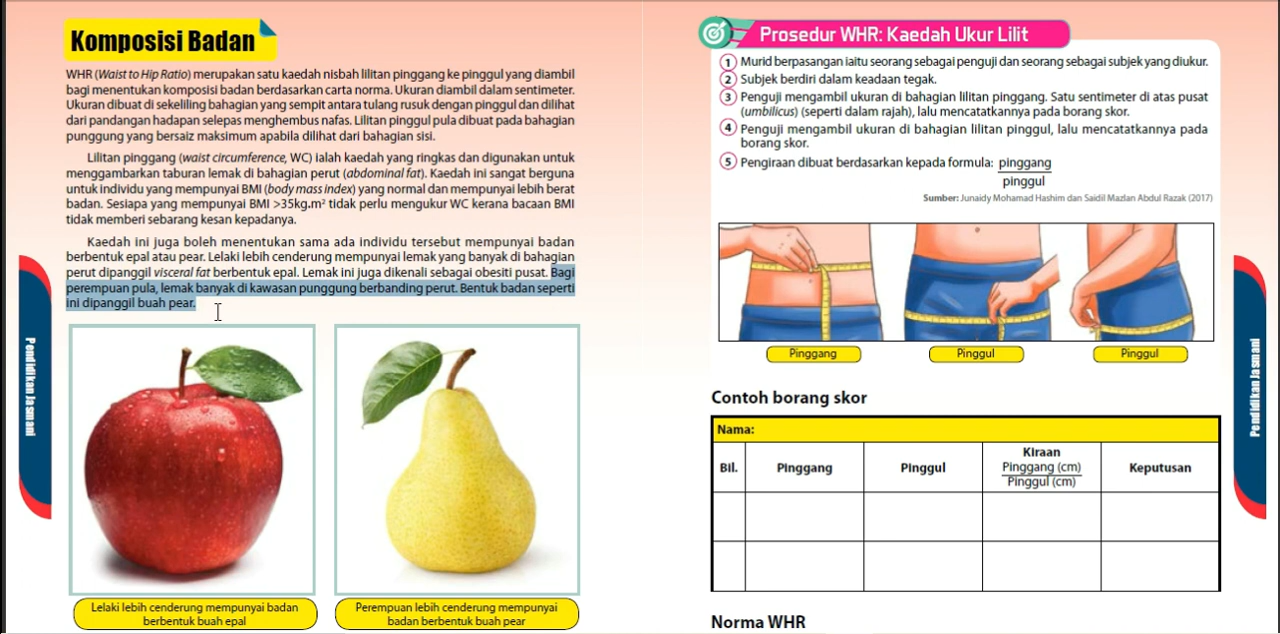 Komposisi Badan
WHR (Waist to Hip Ratio) merupakan satu kaedah nisbah lilitan pinggang ke pinggul yang diambil
bagi menentukan komposisi badan berdasarkan carta norma. Ukuran diambil dalam sentimeter.
Ukuran dibuat di sekeliling bahagian yang sempit antara tulang rusuk dengan pinggul dan dilihat
dari pandangan hadapan selepas menghembus nafas. Lilitan pinggul pula dibuat pada bahagian
punggung yang bersaiz maksimum apabila dilihat dari bahagian sisi.
Lilitan pinggang (waist circumference, WC) ialah kaedah yang ringkas dan digunakan untuk
menggambarkan taburan lemak di bahagian perut (abdominal fat). Kaedah ini sangat berguna
untuk individu yang mempunyai BMI (body mass index) yang normal dan mempunyai lebih berat
badan. Sesiapa yang mempunyai BMI >35kg.m² tidak perlu mengukur WC kerana bacaan BMI
tidak memberi sebarang kesan kepadanya.
Kaedah ini juga boleh menentukan sama ada individu tersebut mempunyai badan
berbentuk epal atau pear. Lelaki lebih cenderung mempunyai lemak yang banyak di bahagian
perut dipanggil visceral fat berbentuk epal. Lemak ini juga dikenali sebagai obesiti pusat. Bagi
perempuan pula, lemak banyak di kawasan punggung berbanding perut. Bentuk badan seperti
ini dipanggil buah pear.
Pendidikan Jasmani
Lelaki lebih cenderung mempunyai badan
berbentuk buah epal
Perempuan lebih cenderung mempunyai
badan berbentuk buah pear
Prosedur WHR: Kaedah Ukur Lilit
1 Murid berpasangan iaitu seorang sebagai penguji dan seorang sebagai subjek yang diukur.
2 Subjek berdiri dalam keadaan tegak.
3 Penguji mengambil ukuran di bahagian lilitan pinggang. Satu sentimeter di atas pusat
(umbilicus) (seperti dalam rajah), lalu mencatatkannya pada borang skor.
4 Penguji mengambil ukuran di bahagian lilitan pinggul, lalu mencatatkannya pada
borang skor.
5 Pengiraan dibuat berdasarkan kepada formula: pinggang
pinggul
Sumber: Junaidy Mohamad Hashim dan Saidil Mazlan Abdul Razak (2017)
Pinggang
Pinggul
Pinggul
Contoh borang skor
Nama:
Bil.
Pinggang
Pinggul
Kiraan
Pinggang (cm)
Pinggul (cm)
Keputusan
Norma WHR
Pendidikan Jasmani